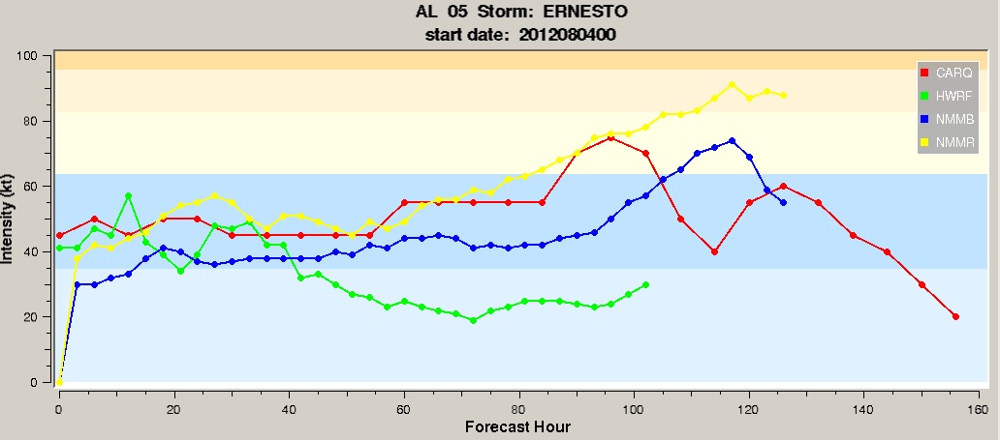 AL 05 Storm: ERNESTO
start date: 2012080400
Intensity (kt)
100
80
60
40
20
0
CARQ
HWRF
NMMB
NMMR
0 20 40 60 80 100 120 140 160
Forecast Hour